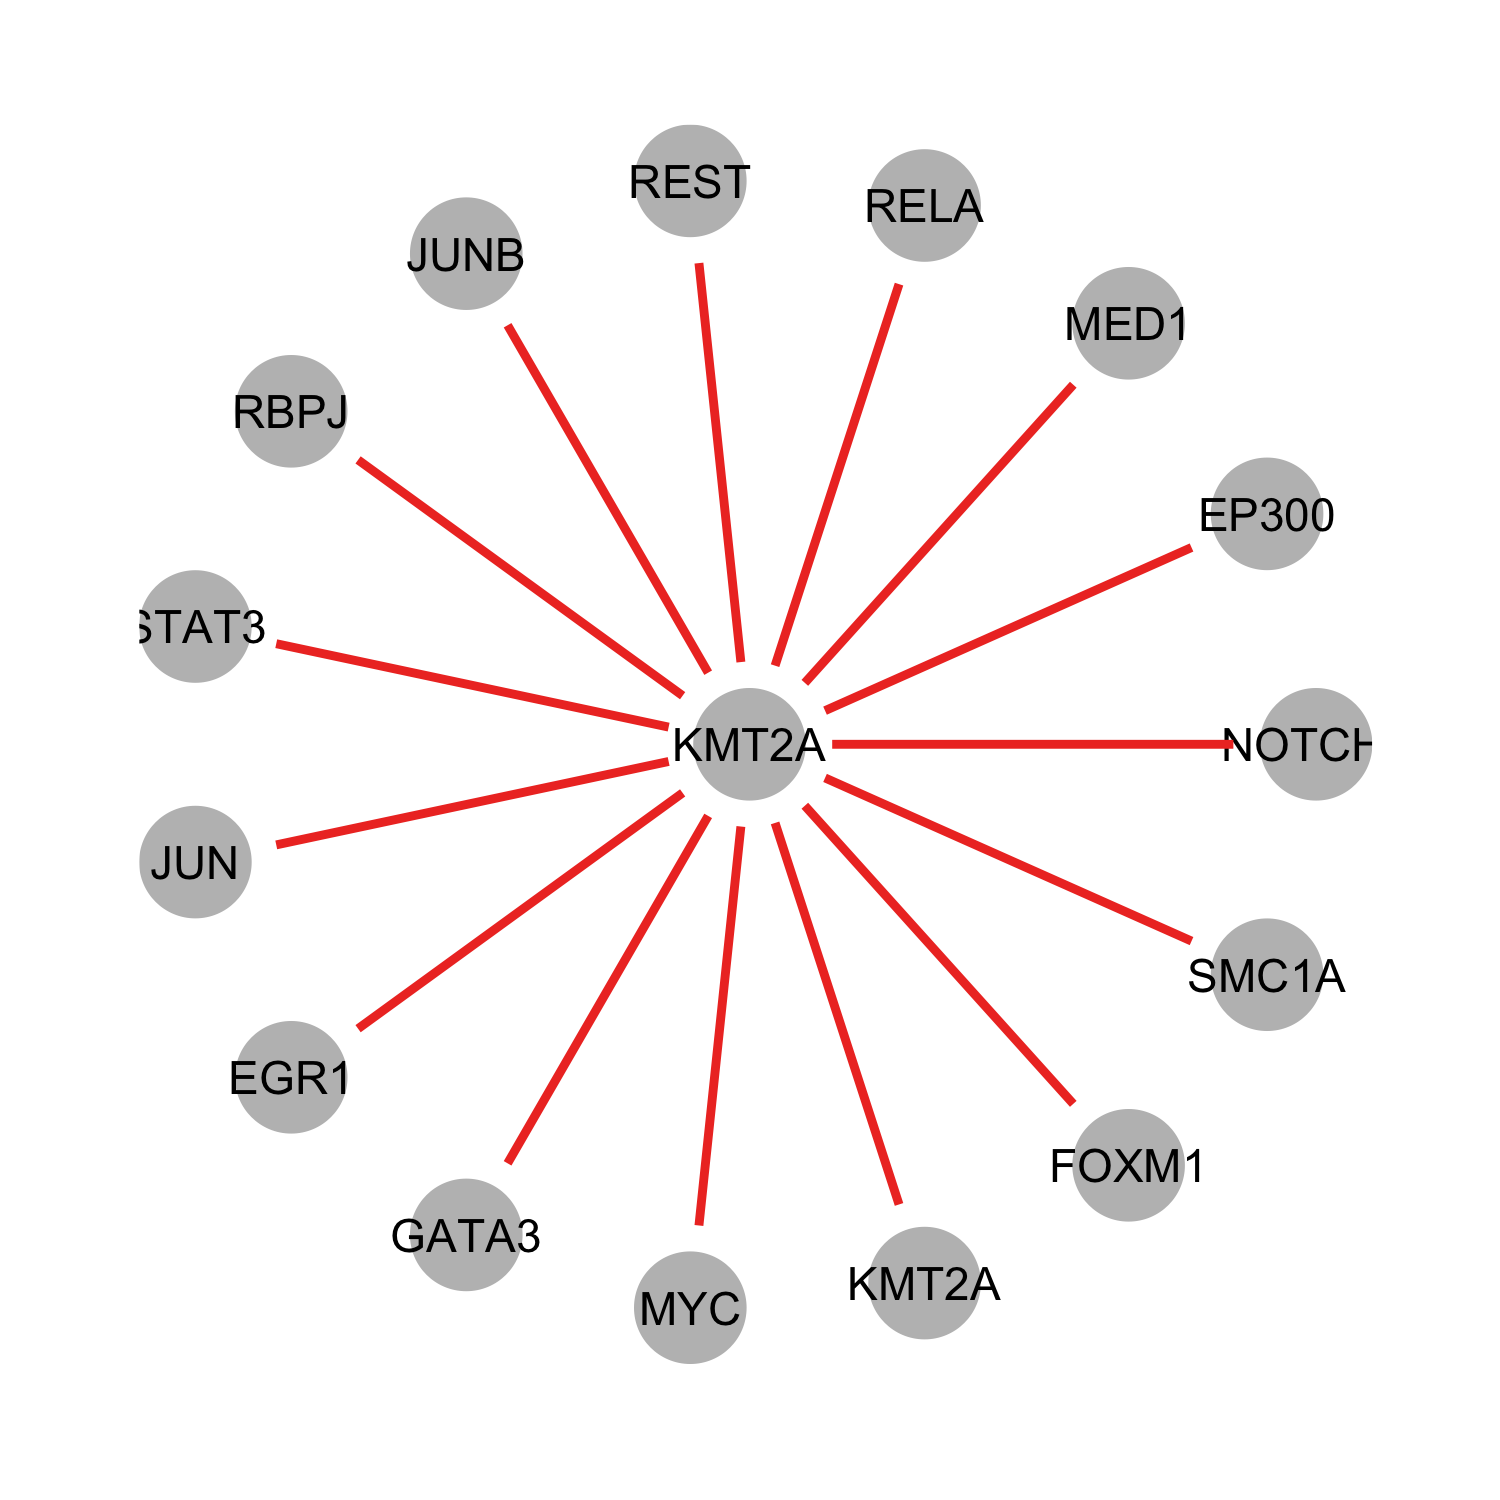 REST
RELA
JUNB
MED1
RBPJ
EP300
STAT3
KMT2A
NOTCH
JUN
SMC1A
EGR1
FOXM1
GATA3
KMT2A
MYC